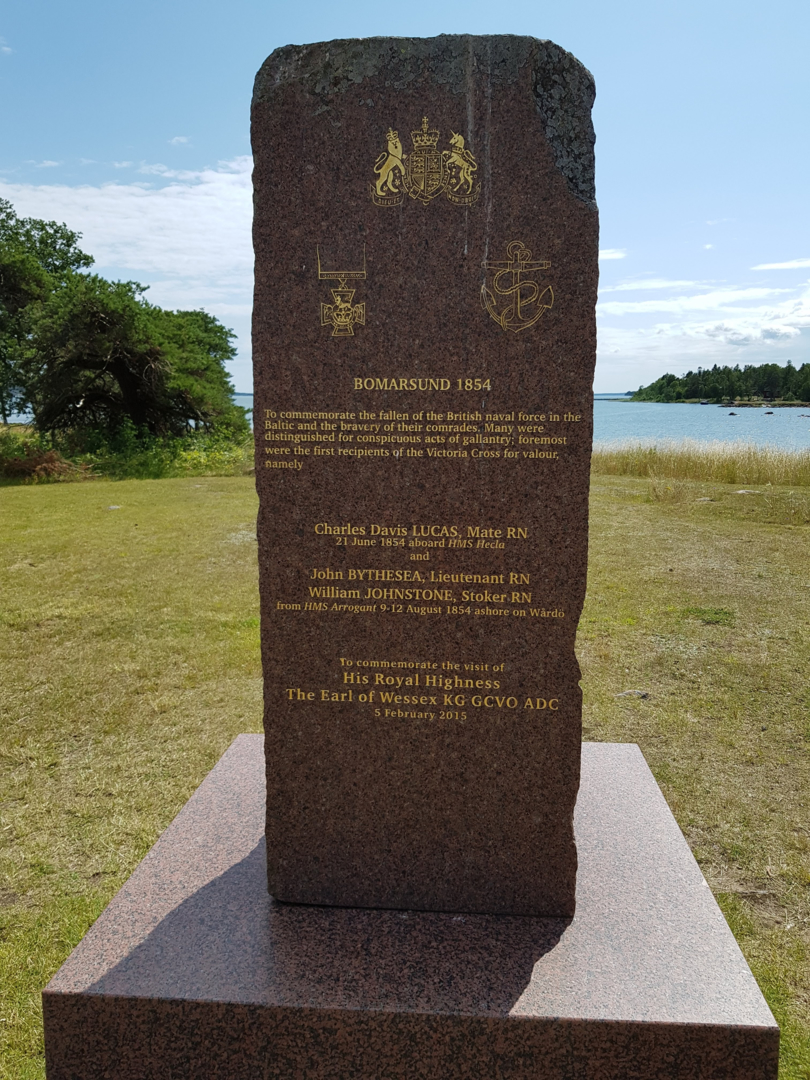 BOMARSUND 1854
To commemorate the fallen of the British naval force in the
Baltic and the bravery of their comrades. Many were
distinguished for conspicuous acts of gallantry; foremost
were the first recipients of the Victoria Cross for valour,
namely
Charles Davis LUCAS, Mate RN
21 June 1854 aboard HMS Hecla
and
John BYTHESEA, Lieutenant RN
William JOHNSTONE, Stoker RN
from HMS Arrogant 9-12 August 1854 ashore on Wårdö
To commemorate the visit of
His Royal Highness
The Earl of Wessex KG GCVO ADC
5 February 2015